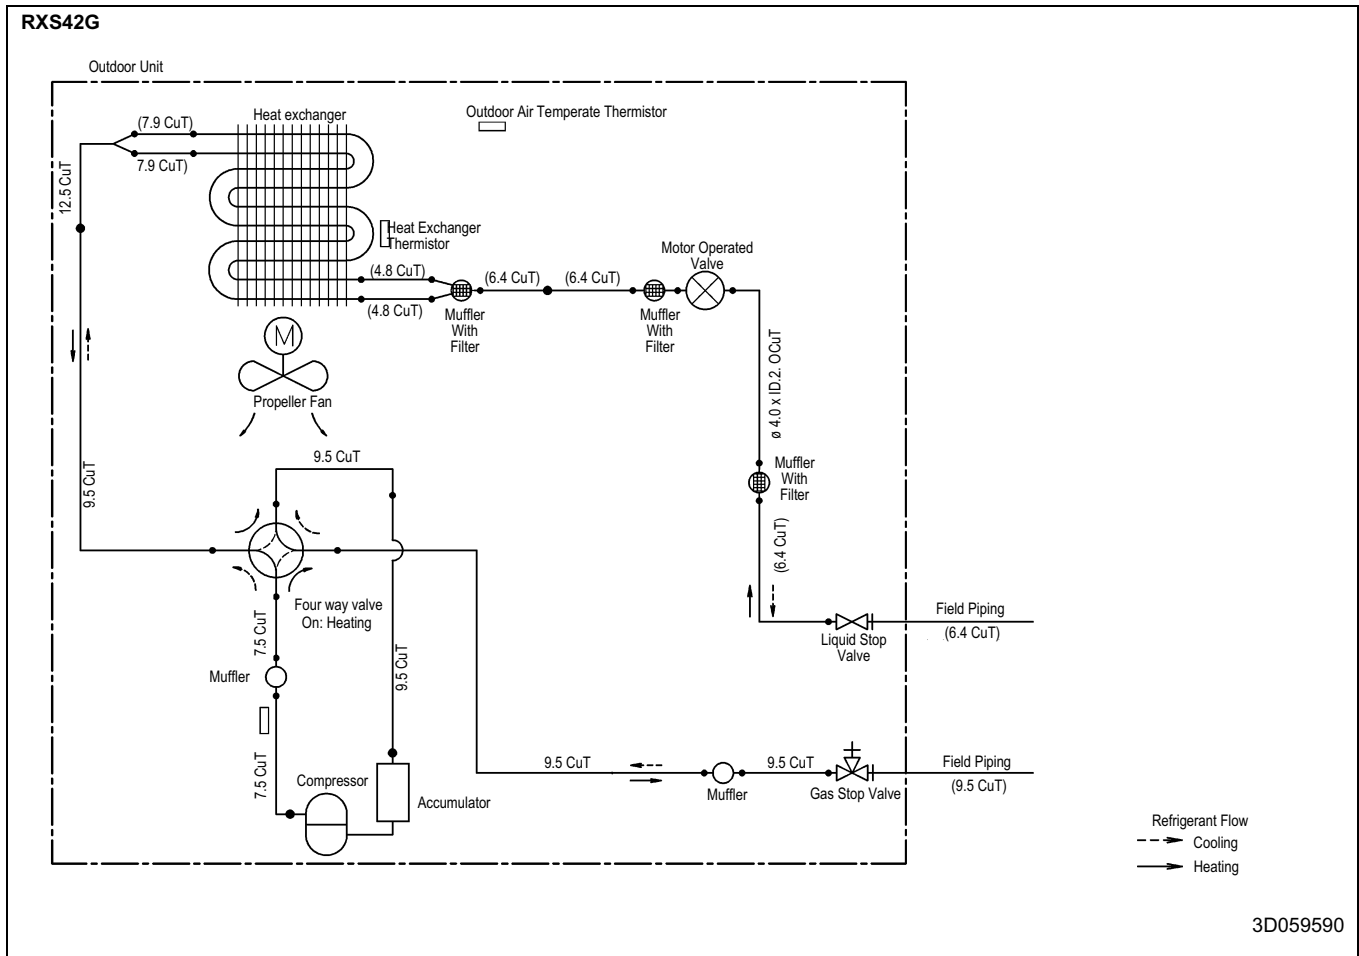 RXS42G
Outdoor Unit
Outdoor Air Temperate Thermistor
Heat exchanger
(7.9 CuT)
7.9 CuT)
12.5 CuT
Heat Exchanger
Thermistor
Motor Operated
Valve
(4.8 CuT)
(6.4 CuT)
(6.4 CuT)
(4.8 CuT)
Muffler
With
Filter
Muffler
With
Filter
M
Propeller Fan
ø 4.0 x ID.2. OCuT
9.5 CuT
9.5 CuT
Muffler
With
Filter
(6.4 CuT)
Four way valve
On: Heating
7.5 CuT
Field Piping
(6.4 CuT)
Liquid Stop
Valve
9.5 CuT
Muffler
7.5 CuT
Compressor
Accumulator
9.5 CuT
9.5 CuT
Muffler
Gas Stop Valve
Field Piping
(9.5 CuT)
Refrigerant Flow
Cooling
Heating
3D059590